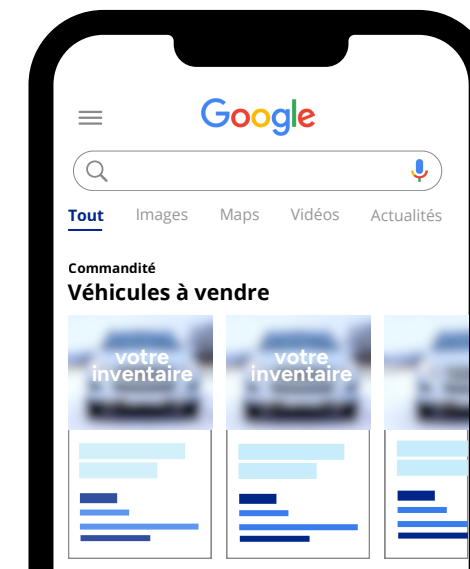 Google
Tout Images Maps Vidéos Actualités
Commandité
Véhicules à vendre
votre
inventaire
votre
inventaire